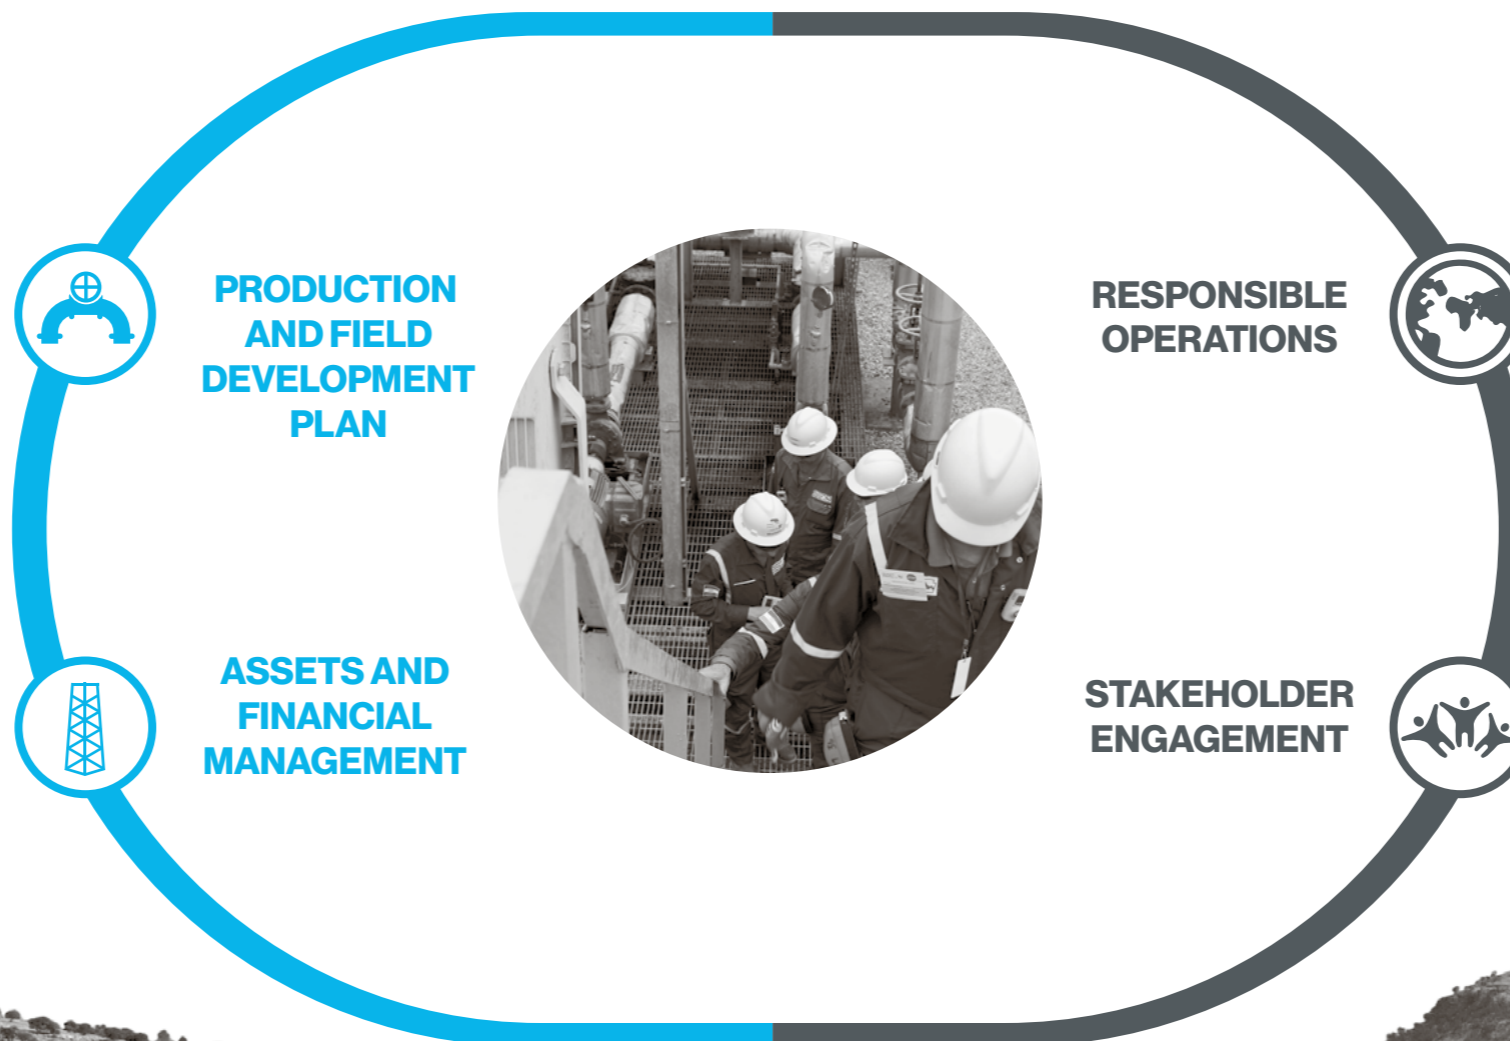 PRODUCTION
AND FIELD
DEVELOPMENT
PLAN
RESPONSIBLE
OPERATIONS
ASSETS AND
FINANCIAL
MANAGEMENT
STAKEHOLDER
ENGAGEMENT